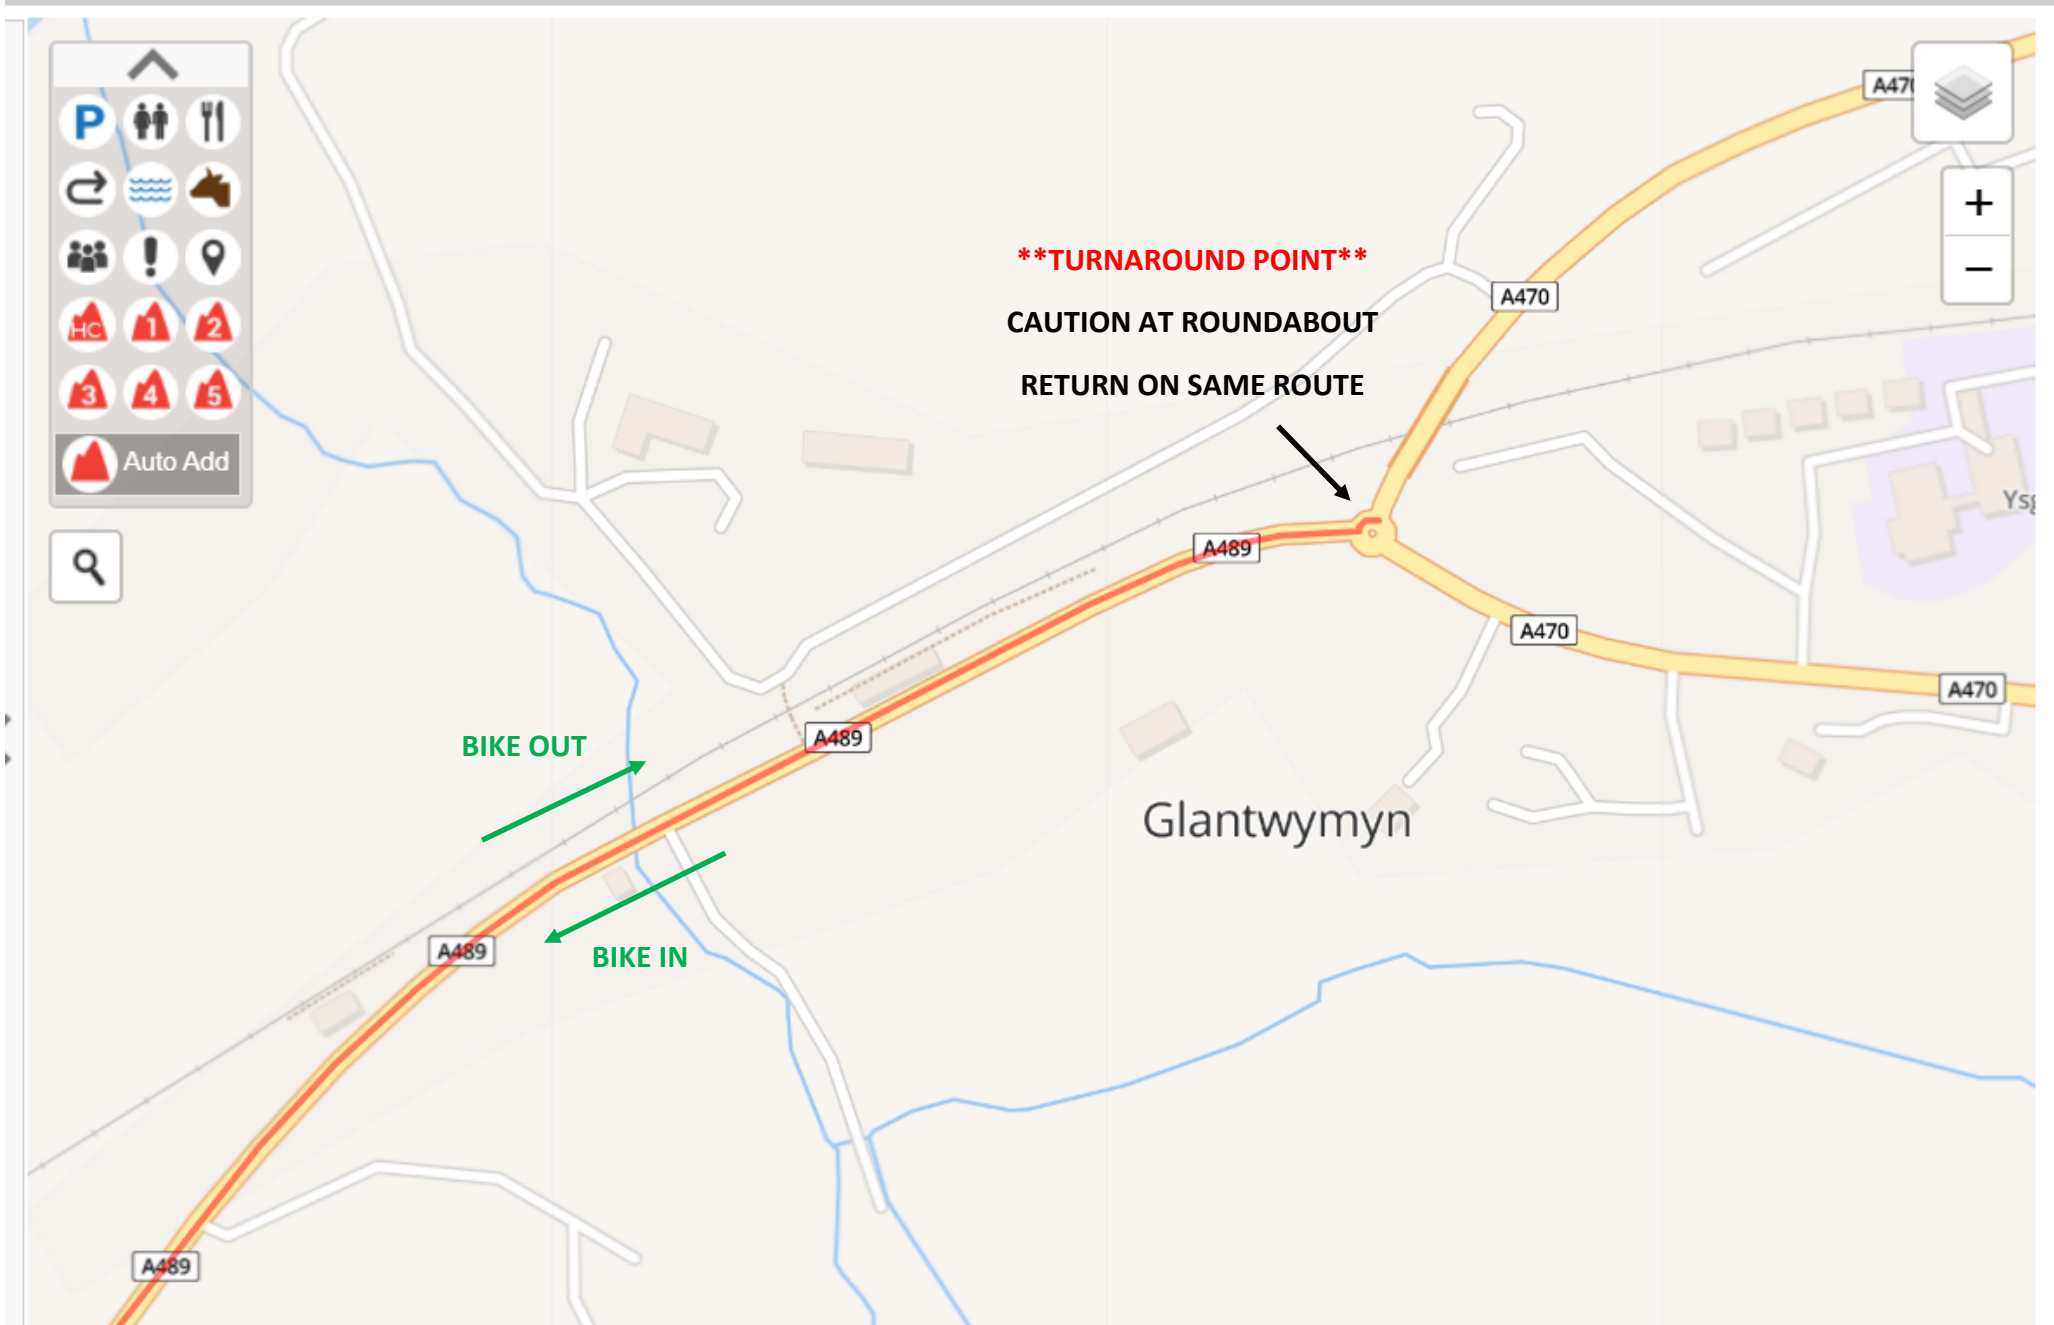 A470
P
HC
1
2
3
4
5
Auto Add
+
−
**TURNAROUND POINT**
CAUTION AT ROUNDABOUT
RETURN ON SAME ROUTE
A470
A489
A470
A470
A489
BIKE OUT
Glantwymyn
BIKE IN
A489
A489